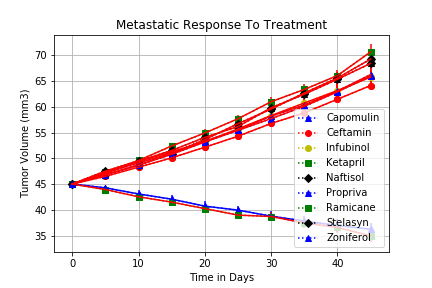 Metastatic Response To Treatment
Tumor Volume (mm3)
70
65
60
55
50
45
40
35
0
10
20
30
40
Time in Days
Capomulin
Ceftamin
Infubinol
Ketapril
Naftisol
Propriva
Ramicane
Stelasyn
Zoniferol